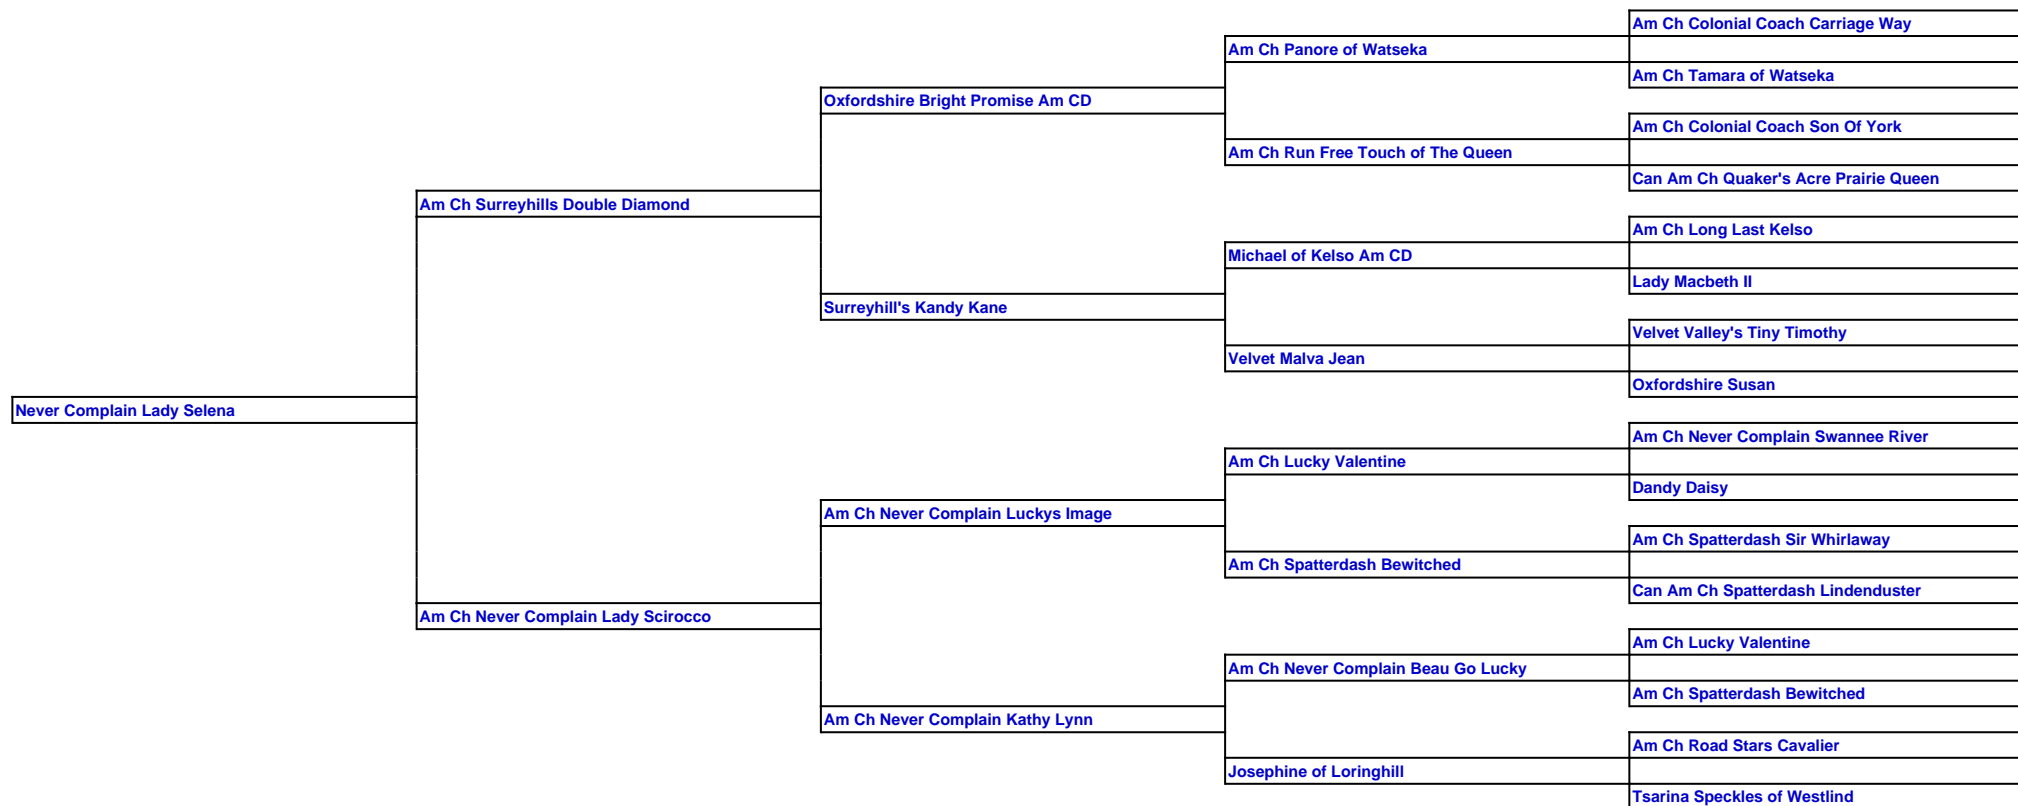 Am Ch Colonial Coach Carriage Way
Am Ch Panore of Watseka
Am Ch Tamara of Watseka
Oxfordshire Bright Promise Am CD
Am Ch Colonial Coach Son Of York
Am Ch Run Free Touch of The Queen
Can Am Ch Quaker's Acre Prairie Queen
Am Ch Surreyhills Double Diamond
Am Ch Long Last Kelso
Michael of Kelso Am CD
Lady Macbeth II
Surreyhill's Kandy Kane
Velvet Valley's Tiny Timothy
Velvet Malva Jean
Oxfordshire Susan
Never Complain Lady Selena
Am Ch Never Complain Swannee River
Am Ch Lucky Valentine
Dandy Daisy
Am Ch Never Complain Luckys Image
Am Ch Spatterdash Sir Whirlaway
Am Ch Spatterdash Bewitched
Can Am Ch Spatterdash Lindenduster
Am Ch Never Complain Lady Scirocco
Am Ch Lucky Valentine
Am Ch Never Complain Beau Go Lucky
Am Ch Spatterdash Bewitched
Am Ch Never Complain Kathy Lynn
Am Ch Road Stars Cavalier
Josephine of Loringhill
Tsarina Speckles of Westlind